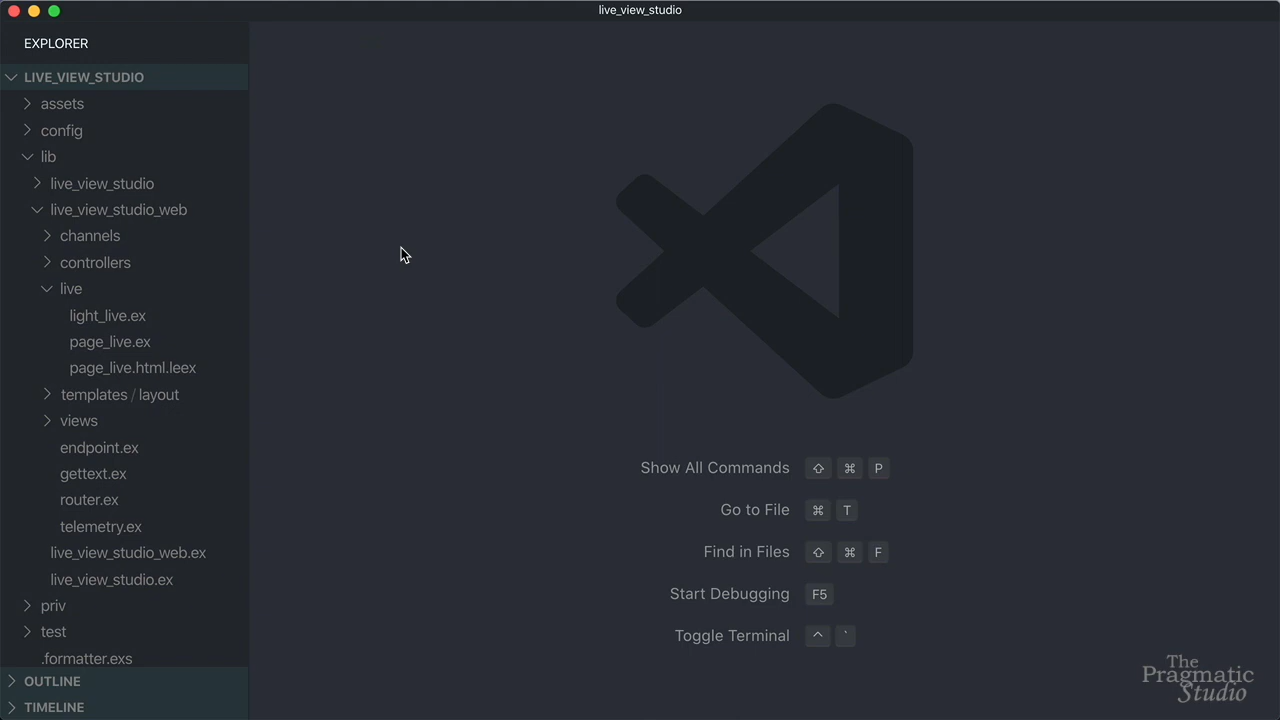 live_view_studio
EXPLORER
LIVE_VIEW_STUDIO
assets
config
lib
live_view_studio
live_view_studio_web
channels
controllers
live
light_live.ex
page_live.ex
page_live.html.leex
templates / layout
views
endpoint.ex
gettext.ex
router.ex
telemetry.ex
live_view_studio_web.ex
live_view_studio.ex
priv
test
.formatter.exs
OUTLINE
TIMELINE
Show All Commands ⇧ ⌘ P
Go to File ⌘ T
Find in Files ⇧ ⌘ F
Start Debugging F5
Toggle Terminal ^ `
The
Pragmatic
Studio